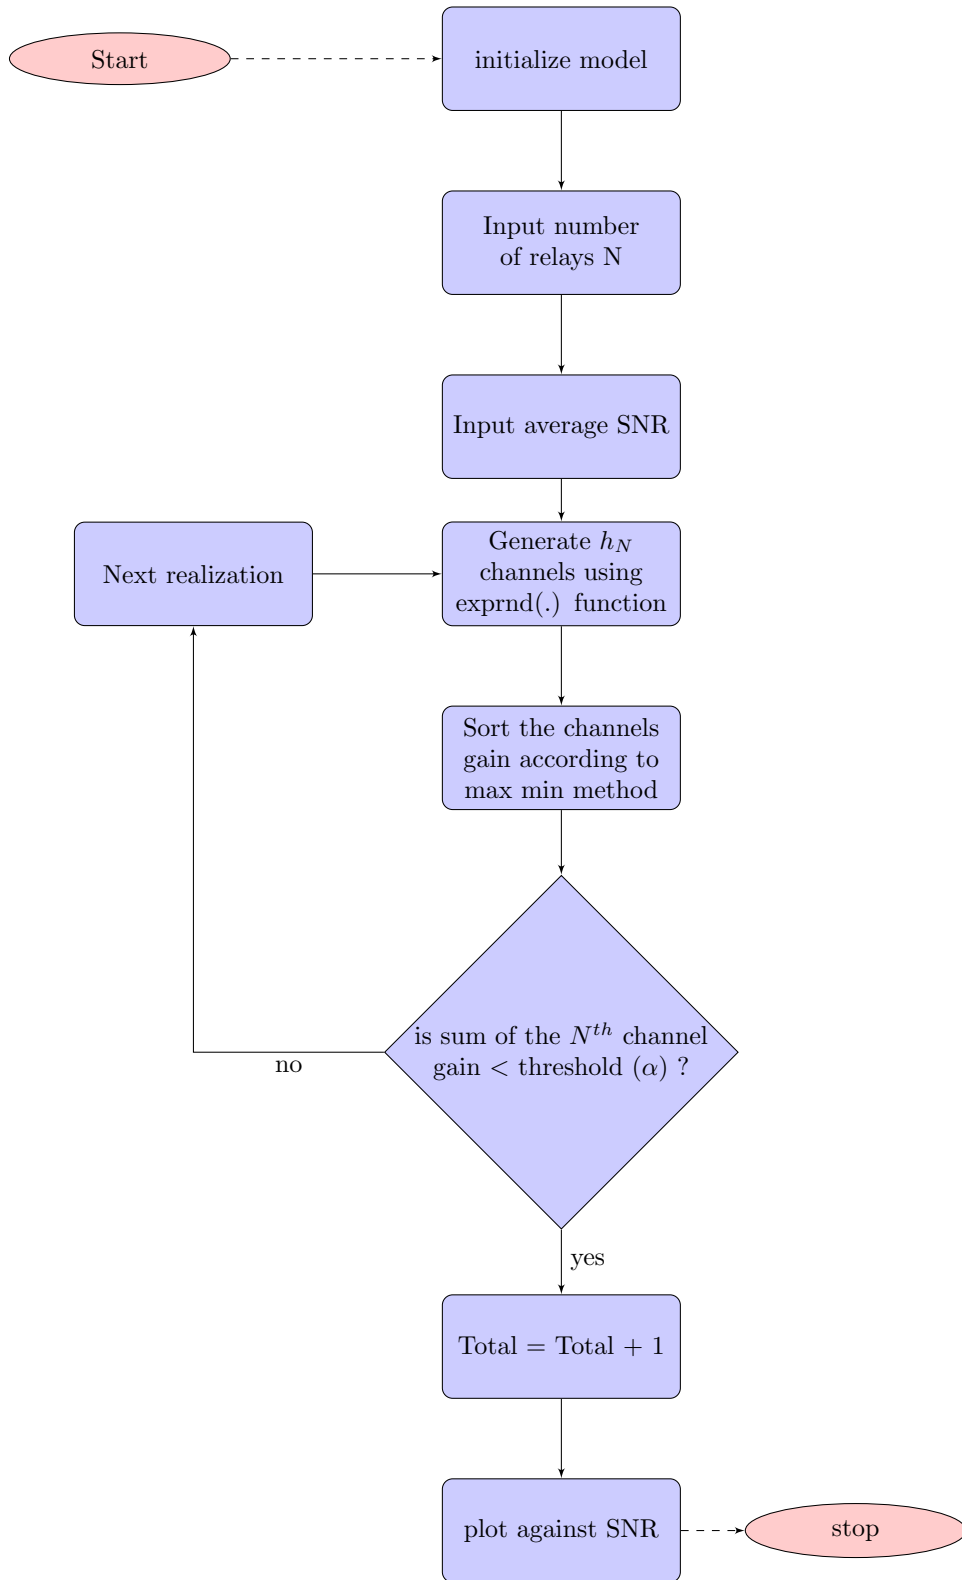 Start
initialize model
Input number
of relays N
Input average SNR
Next realization
Generate $h_N$
channels using
exprnd(.) function
Sort the channels
gain according to
max min method
is sum of the $N^{th}$ channel
gain < threshold (α) ?
no
yes
Total = Total + 1
plot against SNR
stop